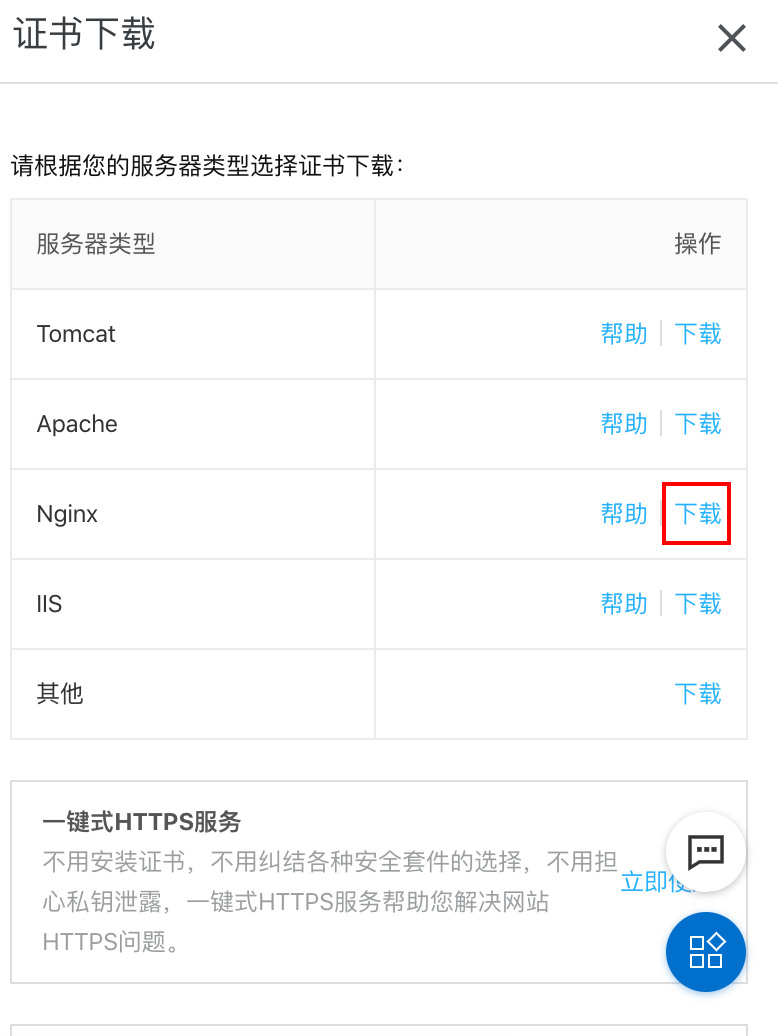 证书下载
请根据您的服务器类型选择证书下载：
服务器类型 操作
Tomcat 帮助 下载
Apache 帮助 下载
Nginx 帮助 下载
IIS 帮助 下载
其他 下载
一键式HTTPS服务
不用安装证书，不用纠结各种安全套件的选择，不用担
心私钥泄露，一键式HTTPS服务帮助您解决网站
HTTPS问题。
立即使